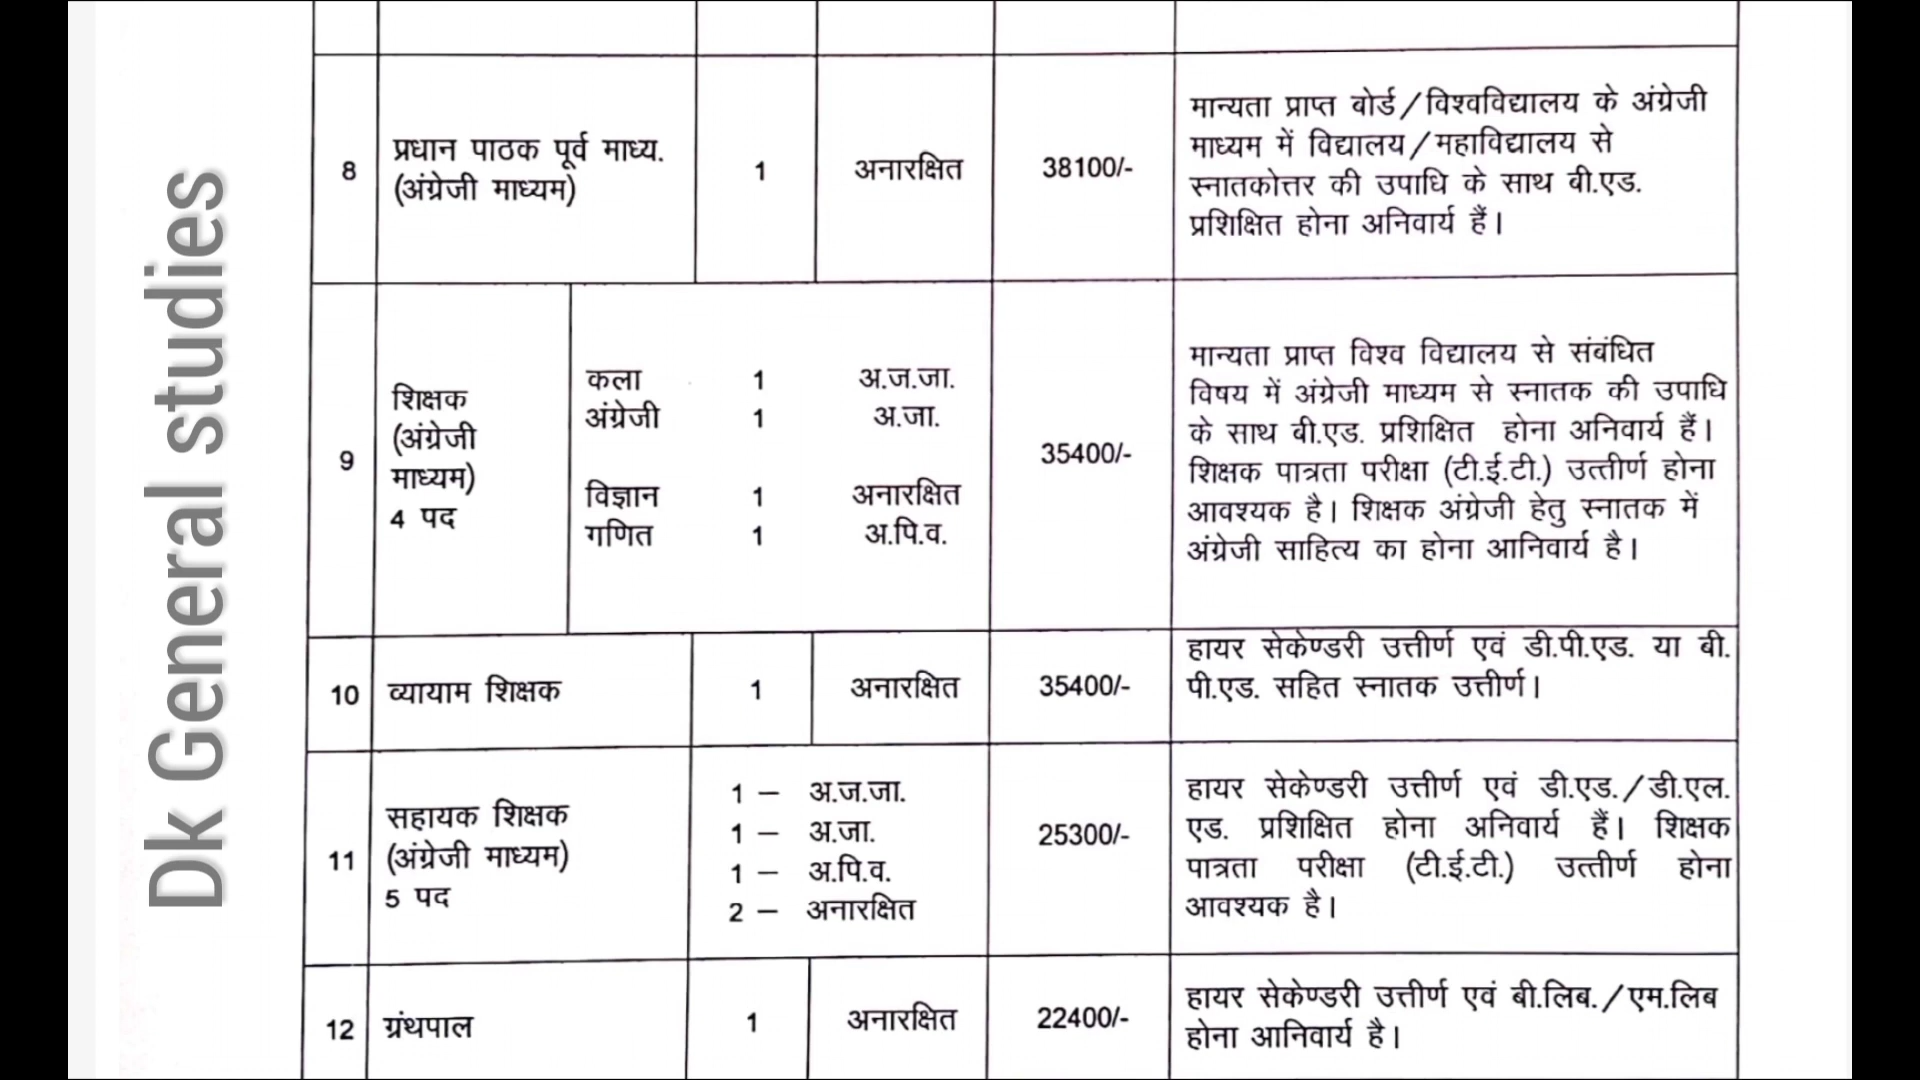 Dk General studies
8
प्रधान पाठक पूर्व माध्य.
(अंग्रेजी माध्यम)
1
अनारक्षित
38100/-
मान्यता प्राप्त बोर्ड/विश्वविद्यालय के अंग्रेजी
माध्यम में विद्यालय/महाविद्यालय से
स्नातकोत्तर की उपाधि के साथ बी.एड.
प्रशिक्षित होना अनिवार्य हैं।
9
शिक्षक
(अंग्रेजी
माध्यम)
4 पद
कला 1 अ.ज.जा.
अंग्रेजी 1 अ.जा.
विज्ञान 1 अनारक्षित
गणित 1 अ.पि.व.
35400/-
मान्यता प्राप्त विश्व विद्यालय से संबंधित
विषय में अंग्रेजी माध्यम से स्नातक की उपाधि
के साथ बी.एड. प्रशिक्षित होना अनिवार्य हैं।
शिक्षक पात्रता परीक्षा (टी.ई.टी.) उत्तीर्ण होना
आवश्यक है। शिक्षक अंग्रेजी हेतु स्नातक में
अंग्रेजी साहित्य का होना आनिवार्य है।
10
व्यायाम शिक्षक
1
अनारक्षित
35400/-
हायर सेकेण्डरी उत्तीर्ण एवं डी.पी.एड. या बी.
पी.एड. सहित स्नातक उत्तीर्ण।
11
सहायक शिक्षक
(अंग्रेजी माध्यम)
5 पद
1 – अ.ज.जा.
1 – अ.जा.
1 – अ.पि.व.
2 – अनारक्षित
25300/-
हायर सेकेण्डरी उत्तीर्ण एवं डी.एड./डी.एल.
एड. प्रशिक्षित होना अनिवार्य हैं। शिक्षक
पात्रता परीक्षा (टी.ई.टी.) उत्तीर्ण होना
आवश्यक है।
12
ग्रंथपाल
1
अनारक्षित
22400/-
हायर सेकेण्डरी उत्तीर्ण एवं बी.लिब./एम.लिब
होना आनिवार्य है।